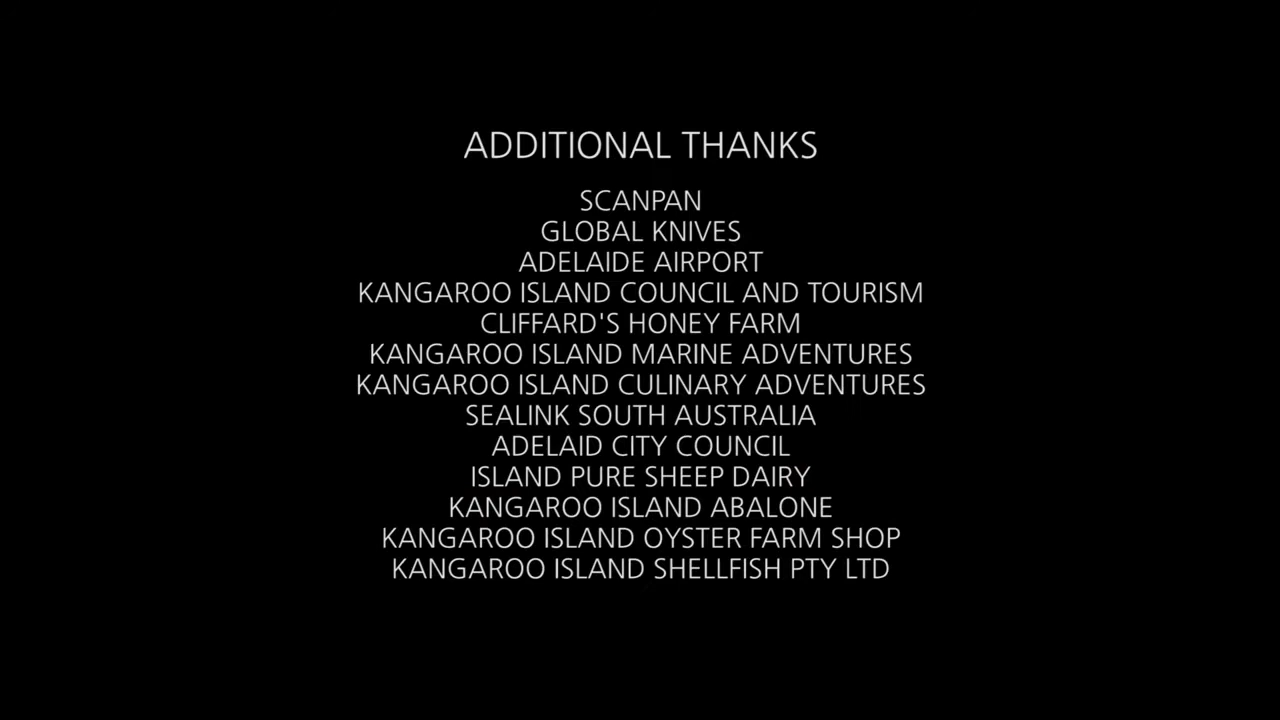 ADDITIONAL THANKS
SCANPAN
GLOBAL KNIVES
ADELAIDE AIRPORT
KANGAROO ISLAND COUNCIL AND TOURISM
CLIFFARD'S HONEY FARM
KANGAROO ISLAND MARINE ADVENTURES
KANGAROO ISLAND CULINARY ADVENTURES
SEALINK SOUTH AUSTRALIA
ADELAID CITY COUNCIL
ISLAND PURE SHEEP DAIRY
KANGAROO ISLAND ABALONE
KANGAROO ISLAND OYSTER FARM SHOP
KANGAROO ISLAND SHELLFISH PTY LTD